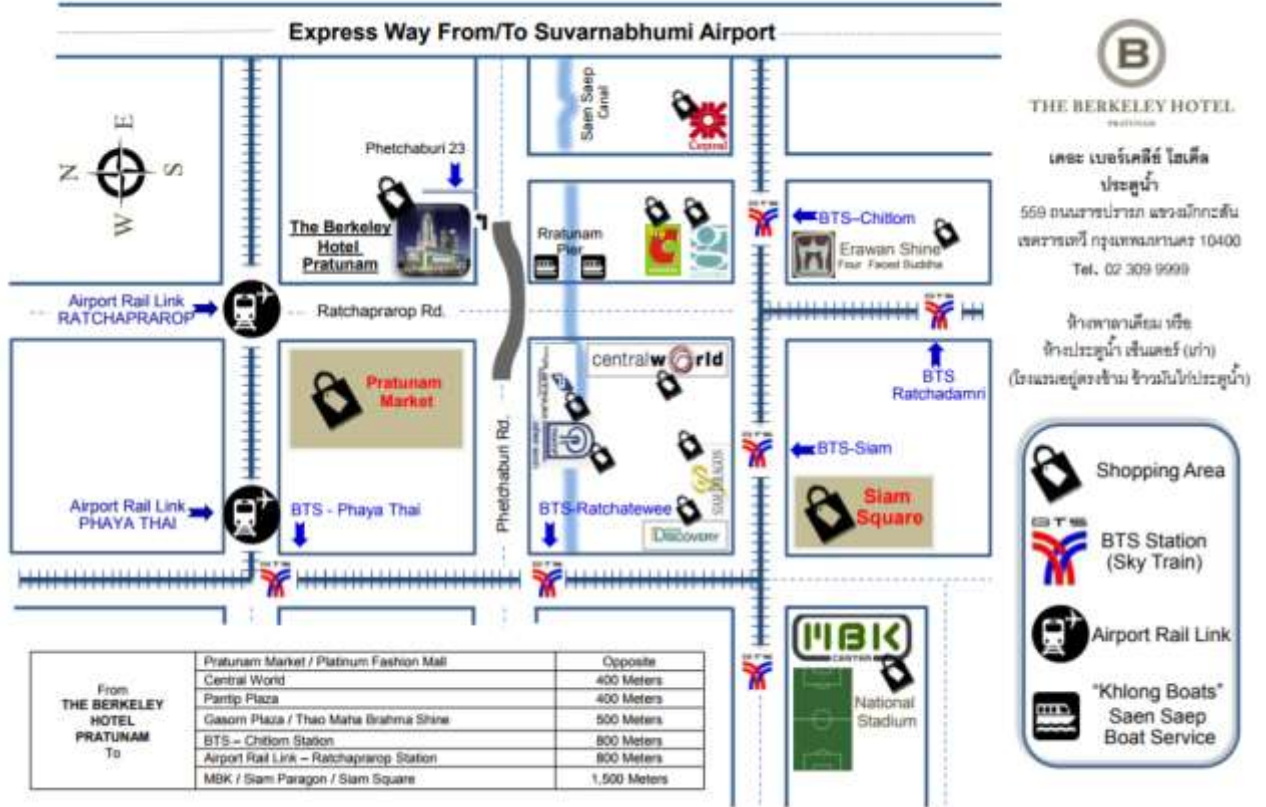 Express Way From/To Suvarnabhumi Airport
E
N
S
W
Phetchaburi 23
The Berkeley
Hotel
Pratunam
Saen Saep
Canal
Central
Rratunam
Pier
BTS
BTS–Chitlom
Erawan Shine
Four Faced Buddha
Airport Rail Link
RATCHAPRAROP
Ratchaprarop Rd.
BTS
BTS
Ratchadamri
Pratunam
Market
Phetchaburi Rd.
centralw rld
BTS
BTS-Siam
Siam
Square
Airport Rail Link
PHAYA THAI
BTS - Phaya Thai
BTS-Ratchatewee
DISCOVERY
BTS
BTS
BTS
MBK
CENTER
National
Stadium
From
THE BERKELEY
HOTEL
PRATUNAM
To
Pratunam Market / Platinum Fashion Mall Opposite
Central World 400 Meters
Pantip Plaza 400 Meters
Gasorn Plaza / Thao Maha Brahma Shine 500 Meters
BTS – Chitlom Station 800 Meters
Airport Rail Link – Ratchaprarop Station 800 Meters
MBK / Siam Paragon / Siam Square 1,500 Meters
B
THE BERKELEY HOTEL
PRATUNAM
เดอะ เบอร์เคลีย์ โฮเต็ล
ประตูน้ำ
559 ถนนราชปรารภ แขวงมักกะสัน
เขตราชเทวี กรุงเทพมหานคร 10400
Tel. 02 309 9999
ห้างพาลาเดียม หรือ
ห้างประตูน้ำ เซ็นเตอร์ (เก่า)
(โรงแรมอยู่ตรงข้าม ข้าวมันไก่ประตูน้ำ)
Shopping Area
BTS
BTS Station
(Sky Train)
Airport Rail Link
"Khlong Boats"
Saen Saep
Boat Service